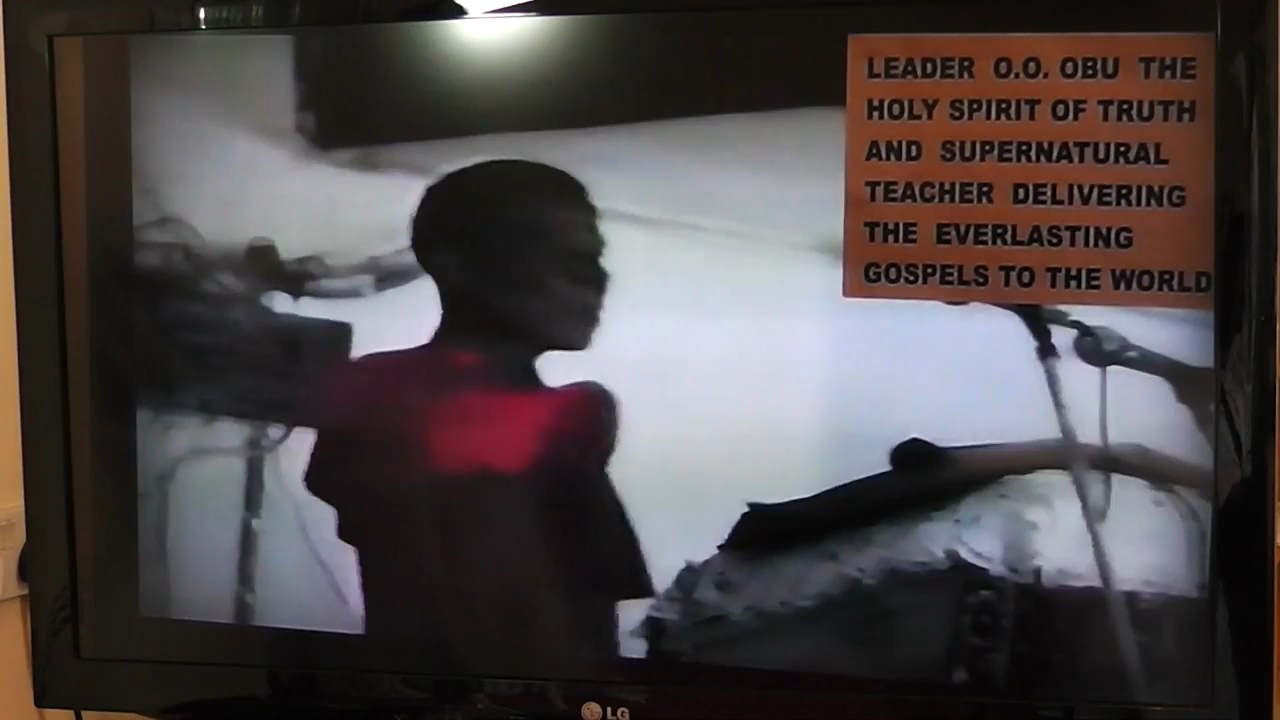 LEADER O.O. OBU THE
HOLY SPIRIT OF TRUTH
AND SUPERNATURAL
TEACHER DELIVERING
THE EVERLASTING
GOSPELS TO THE WORLD
LG